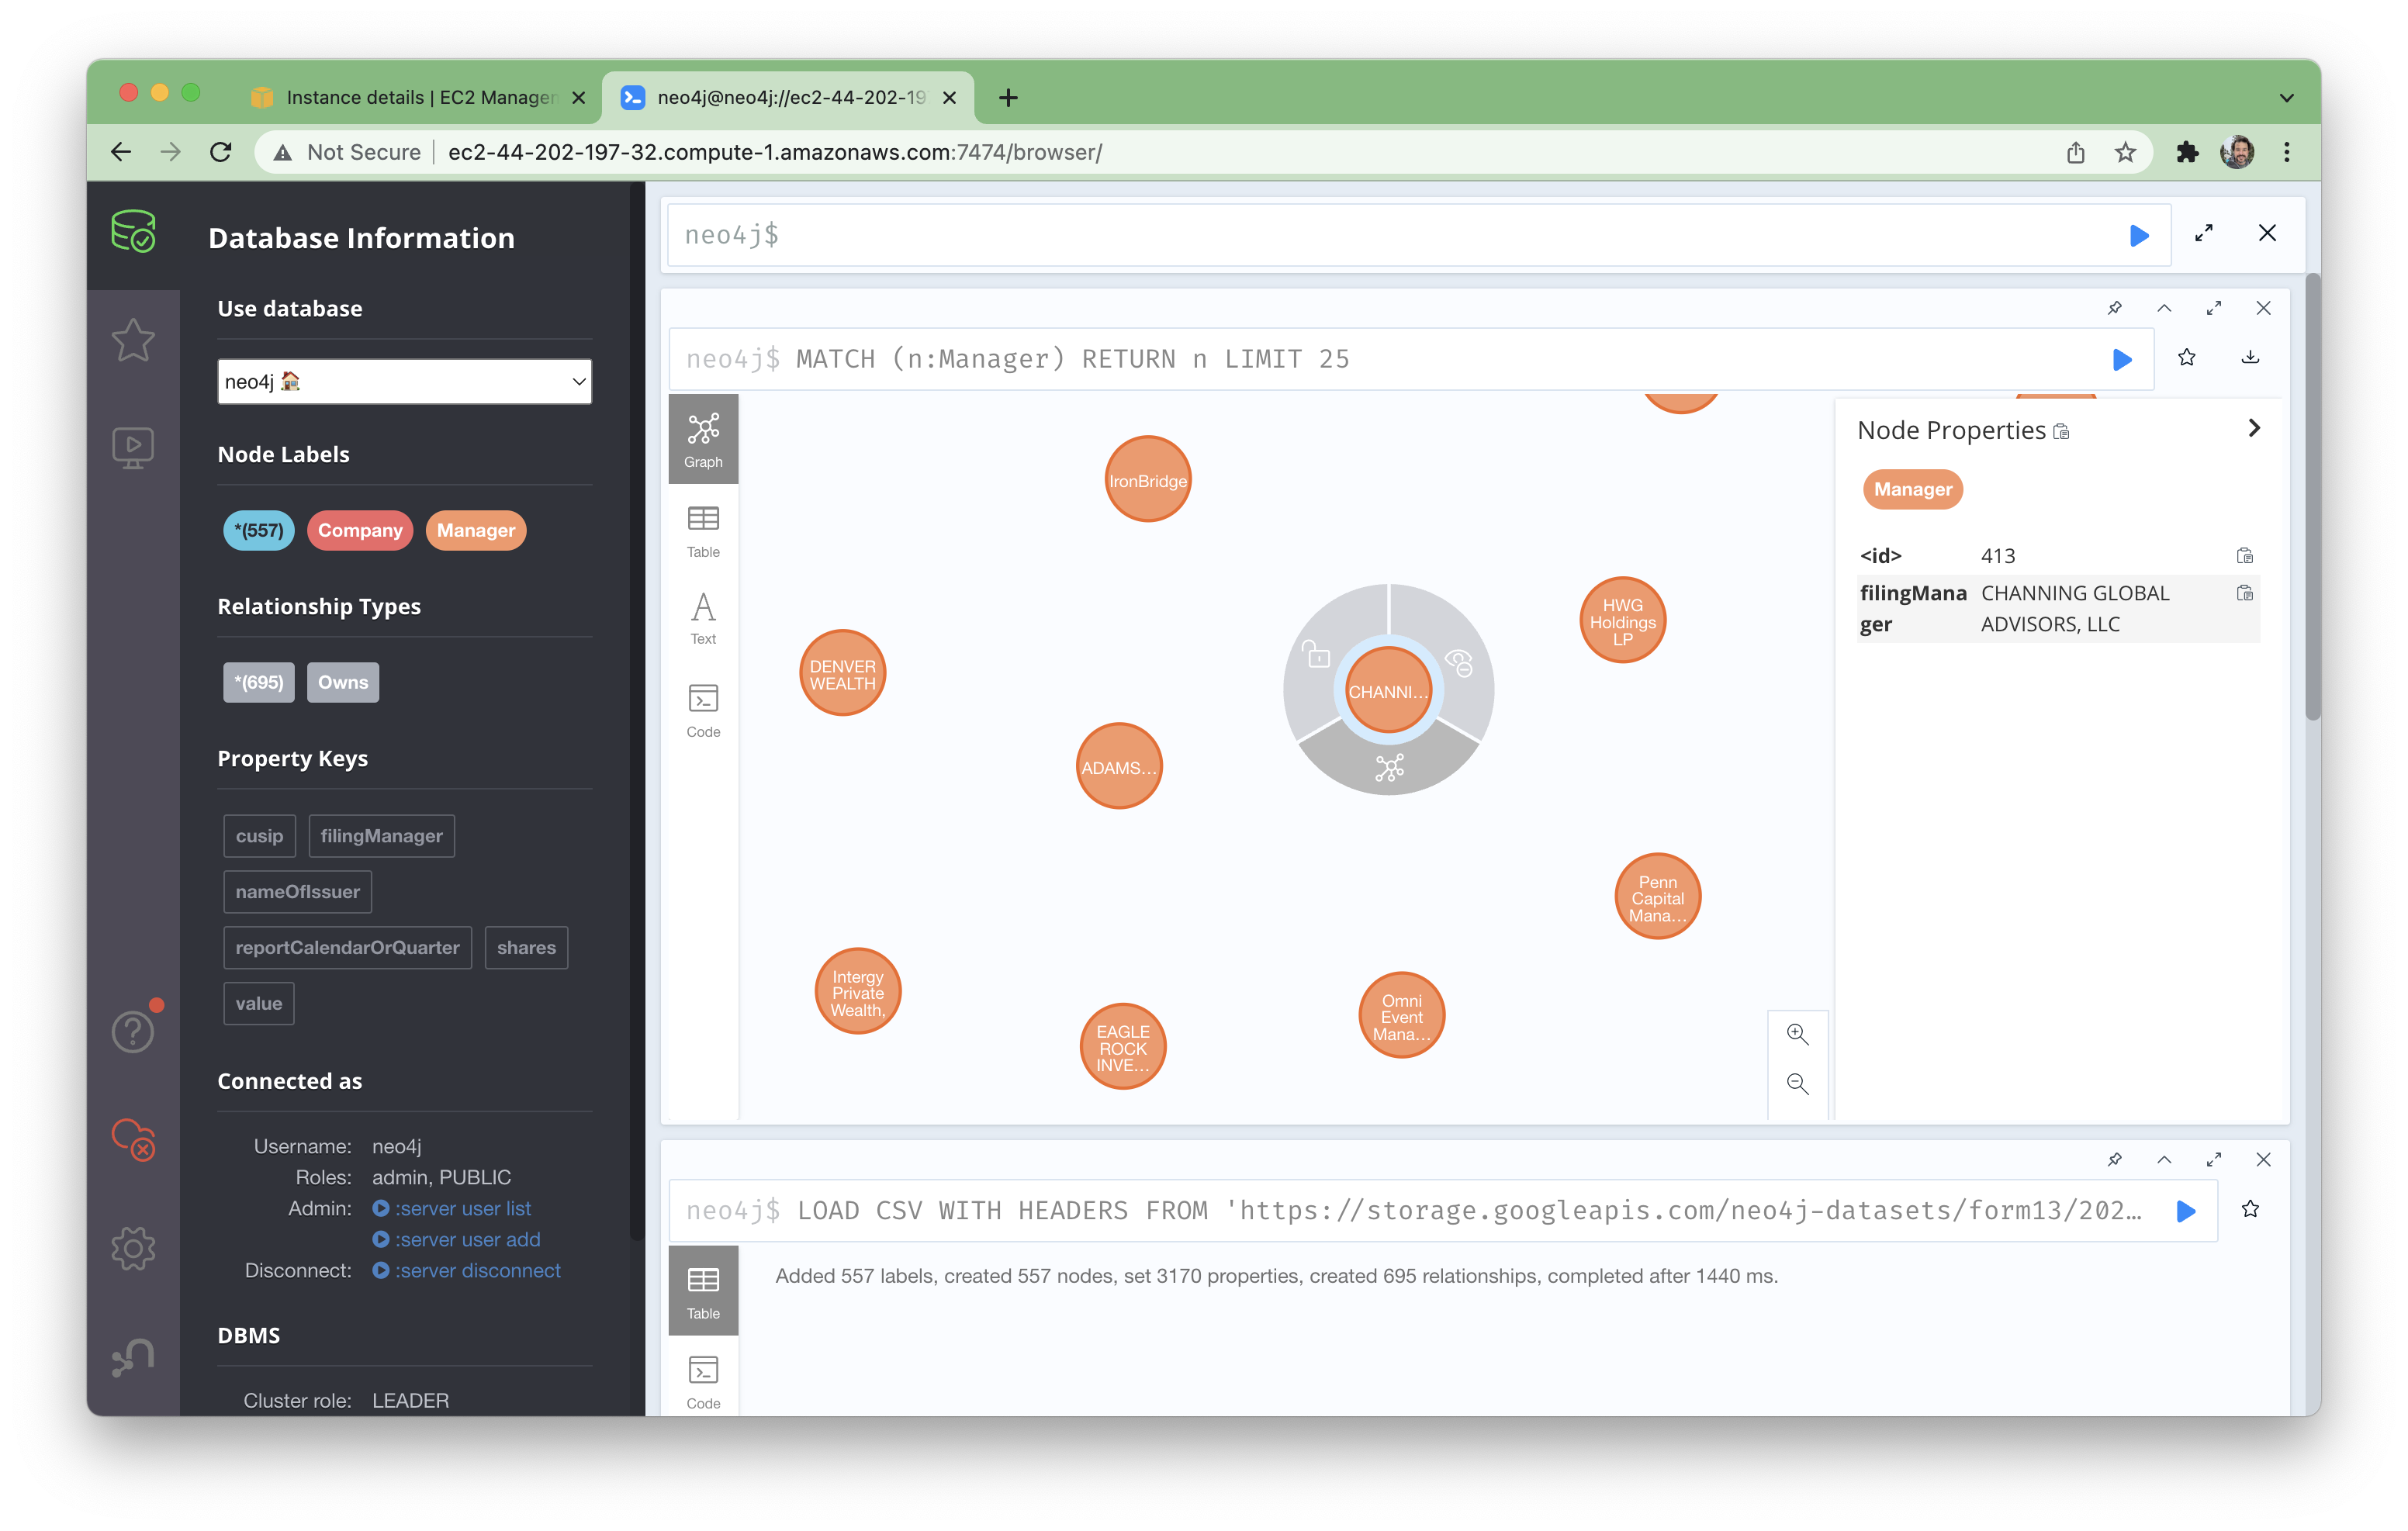 Instance details | EC2 Manager
neo4j@neo4j://ec2-44-202-197
Not Secure
ec2-44-202-197-32.compute-1.amazonaws.com:7474/browser/
Database Information
Use database
neo4j
Node Labels
*(557) Company Manager
Relationship Types
*(695) Owns
Property Keys
cusip filingManager
nameOfIssuer
reportCalendarOrQuarter shares
value
Connected as
Username: neo4j
Roles: admin, PUBLIC
Admin: :server user list
:server user add
Disconnect: :server disconnect
DBMS
Cluster role: LEADER
neo4j$
neo4j$ MATCH (n:Manager) RETURN n LIMIT 25
Graph
Table
Text
Code
IronBridge
DENVER
WEALTH
ADAMS...
CHANNI...
HWG
Holdings
LP
Penn
Capital
Mana...
Intergy
Private
Wealth,
EAGLE
ROCK
INVE...
Omni
Event
Mana...
Node Properties
Manager
<id> 413
filingMana CHANNING GLOBAL
ger ADVISORS, LLC
neo4j$ LOAD CSV WITH HEADERS FROM 'https://storage.googleapis.com/neo4j-datasets/form13/202...
Table
Code
Added 557 labels, created 557 nodes, set 3170 properties, created 695 relationships, completed after 1440 ms.